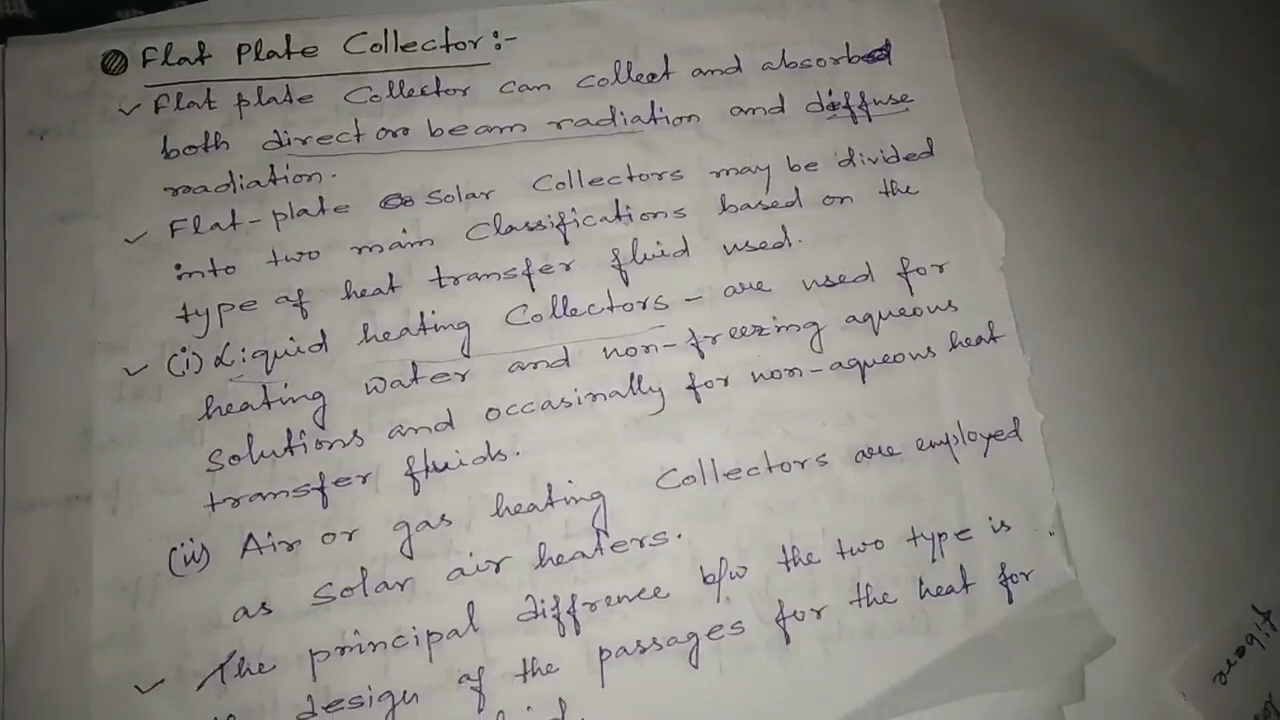 Flat Plate Collector:-
✓ Flat plate Collector can collect and absorb
both direct or beam radiation and diffuse
radiation.
✓ Flat-plate Solar Collectors may be divided
into two main classifications based on the
type of heat transfer fluid used.
✓ (i) Liquid heating Collectors - are used for
heating water and non-freezing aqueous
solutions and occasinally for non-aqueous heat
transfer fluids.
(ii) Air or gas heating Collectors are employed
as solar air heaters.
✓ The principal diffrence b/w the two type is
design of the passages for the heat for